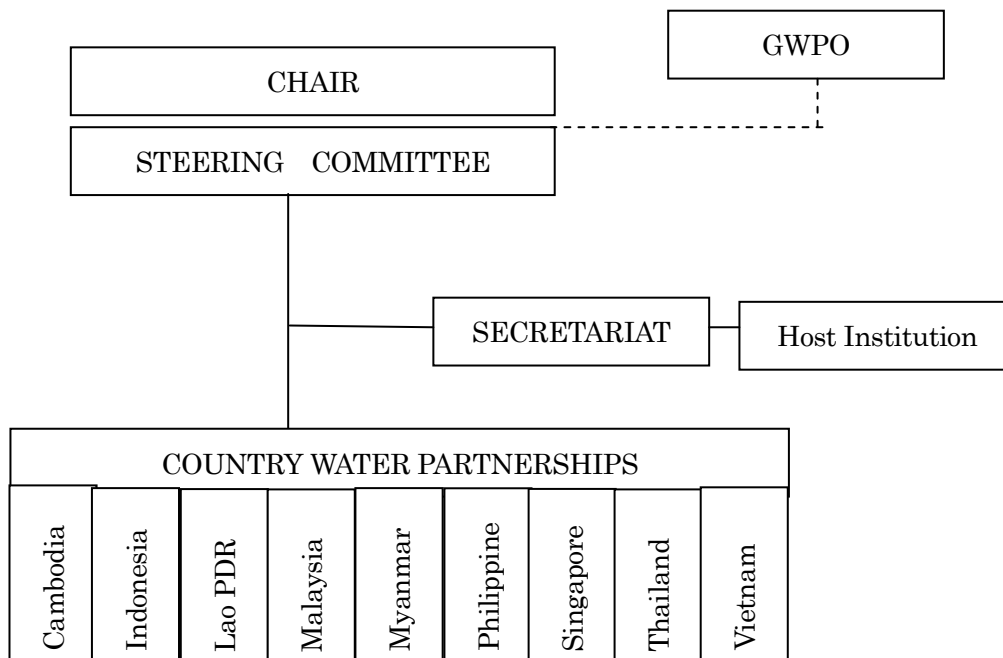 GWPO
CHAIR
STEERING COMMITTEE
SECRETARIAT
Host Institution
COUNTRY WATER PARTNERSHIPS
Cambodia
Indonesia
Lao PDR
Malaysia
Myanmar
Philippine
Singapore
Thailand
Vietnam